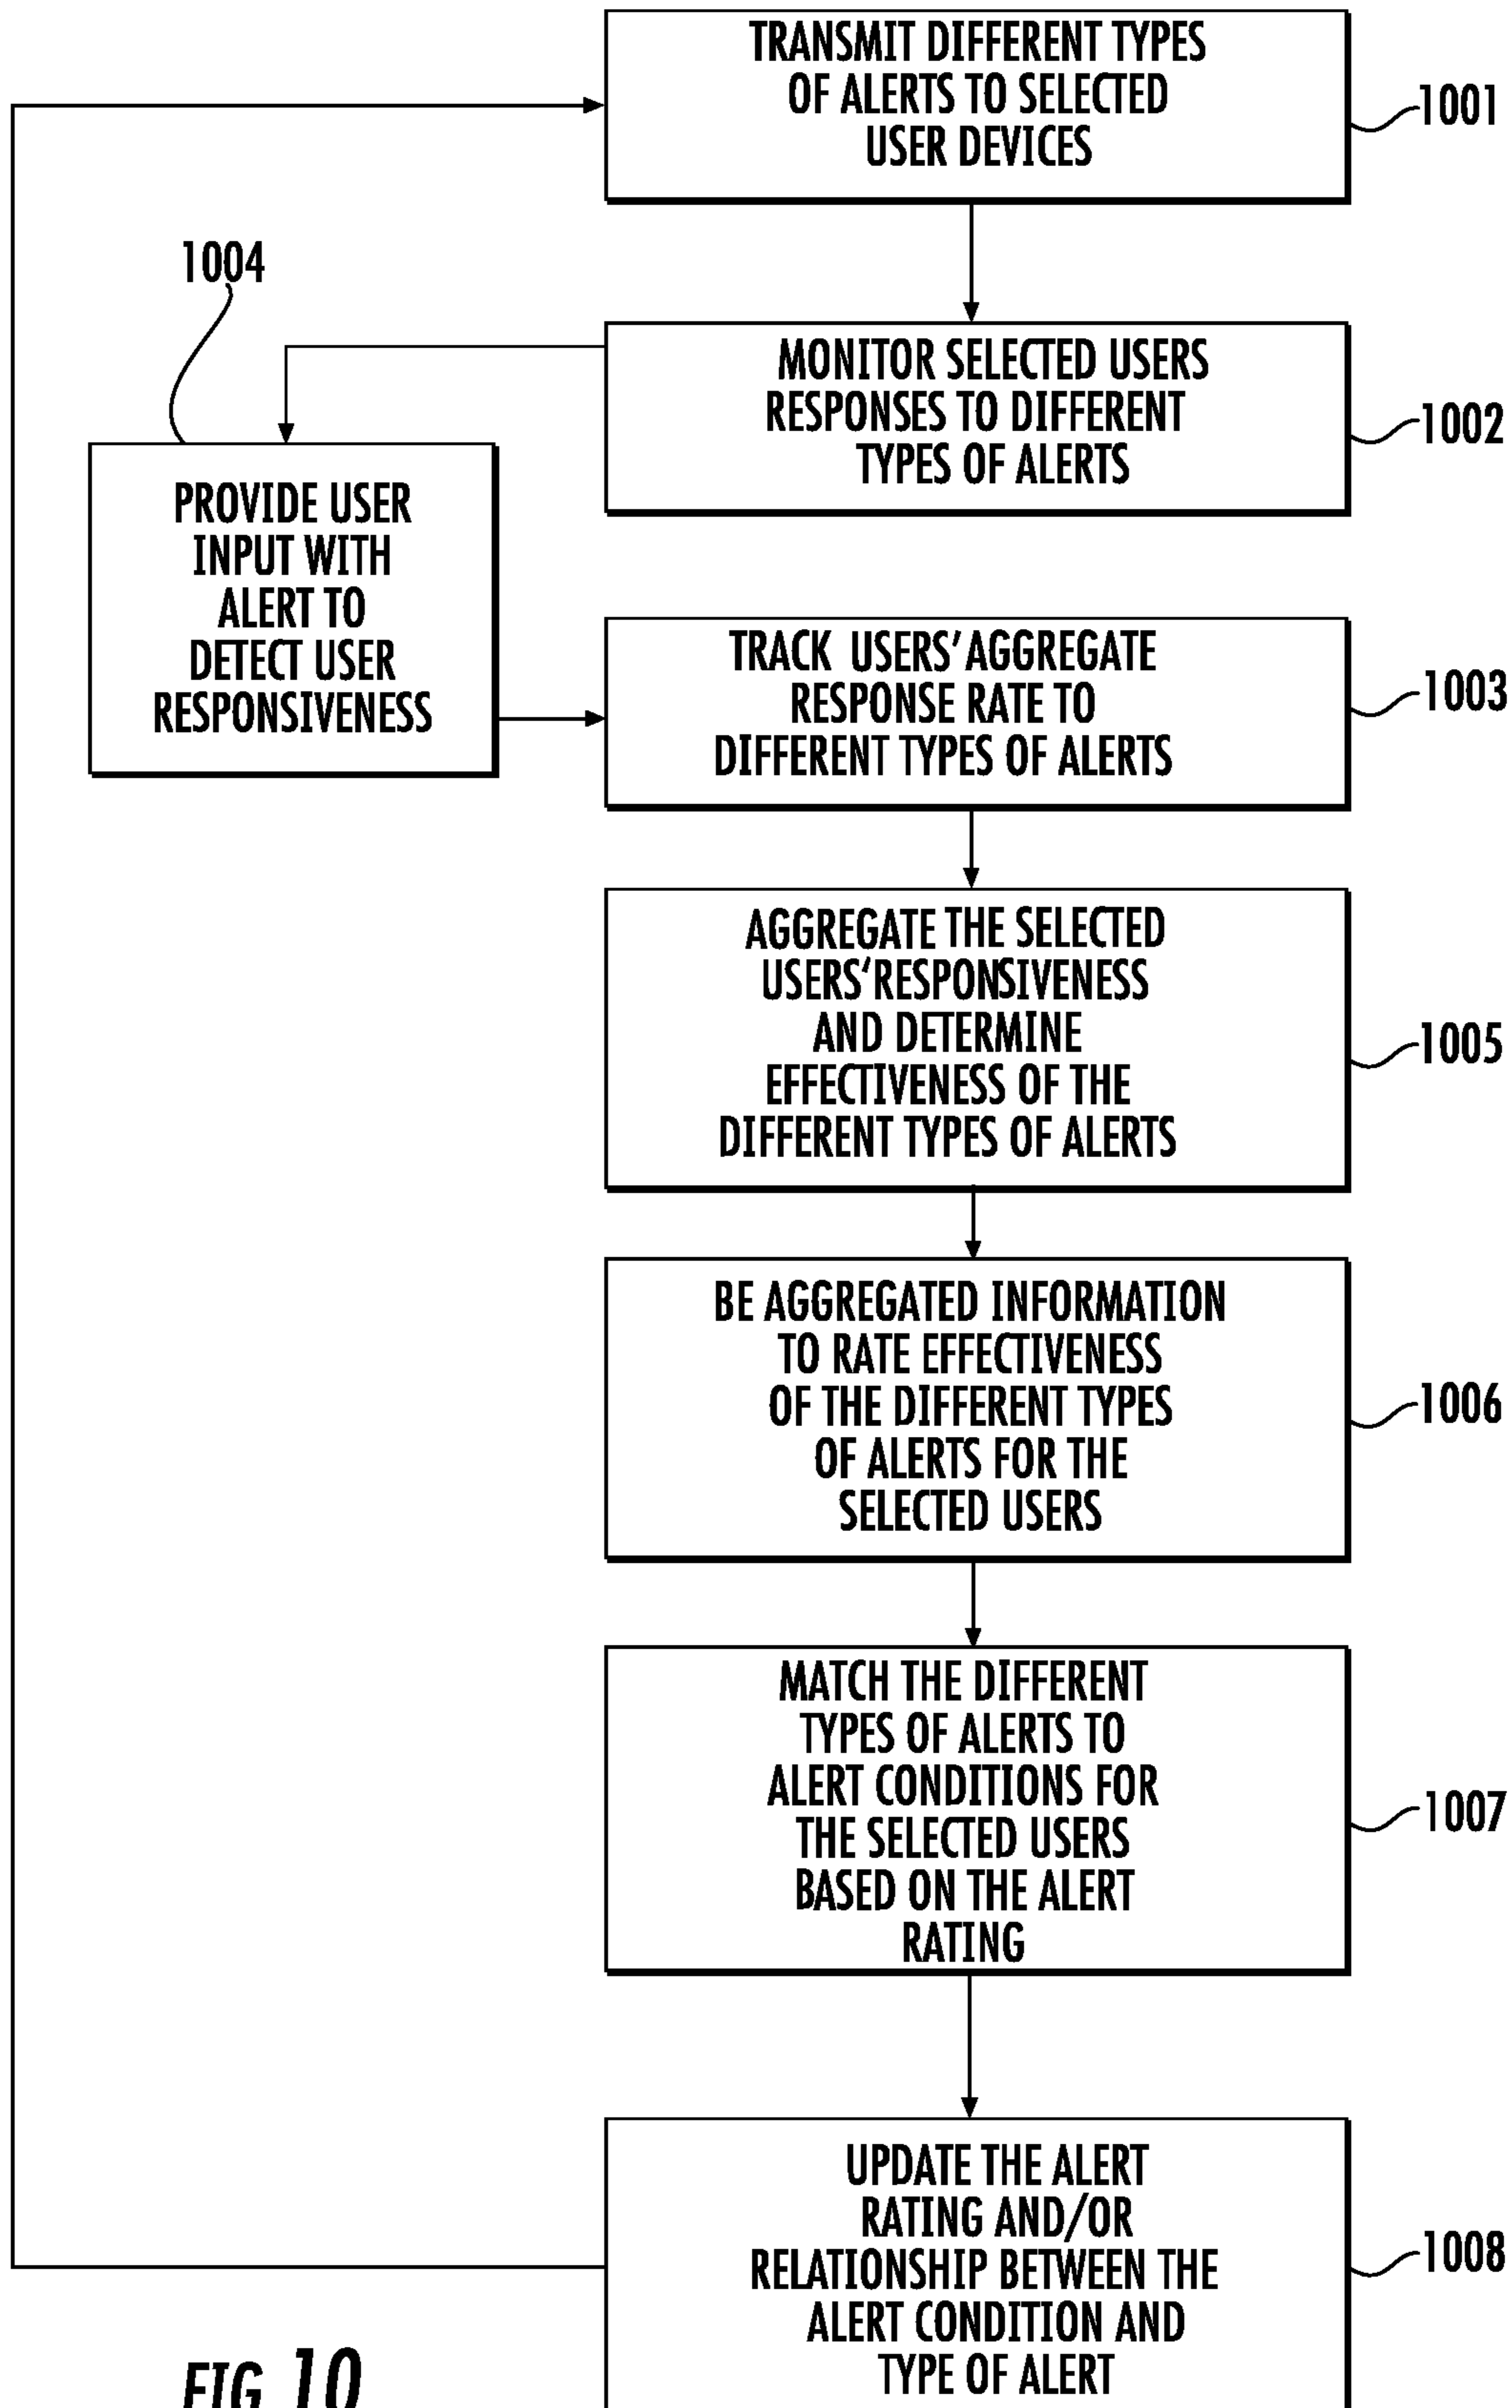 TRANSMIT DIFFERENT TYPES
OF ALERTS TO SELECTED
USER DEVICES
1001
1004
MONITOR SELECTED USERS
RESPONSES TO DIFFERENT
TYPES OF ALERTS
1002
PROVIDE USER
INPUT WITH
ALERT TO
DETECT USER
RESPONSIVENESS
TRACK USERS' AGGREGATE
RESPONSE RATE TO
DIFFERENT TYPES OF ALERTS
1003
AGGREGATE THE SELECTED
USERS' RESPONSIVENESS
AND DETERMINE
EFFECTIVENESS OF THE
DIFFERENT TYPES OF ALERTS
1005
BE AGGREGATED INFORMATION
TO RATE EFFECTIVENESS
OF THE DIFFERENT TYPES
OF ALERTS FOR THE
SELECTED USERS
1006
MATCH THE DIFFERENT
TYPES OF ALERTS TO
ALERT CONDITIONS FOR
THE SELECTED USERS
BASED ON THE ALERT
RATING
1007
UPDATE THE ALERT
RATING AND/OR
RELATIONSHIP BETWEEN THE
ALERT CONDITION AND
TYPE OF ALERT
1008
FIG 10